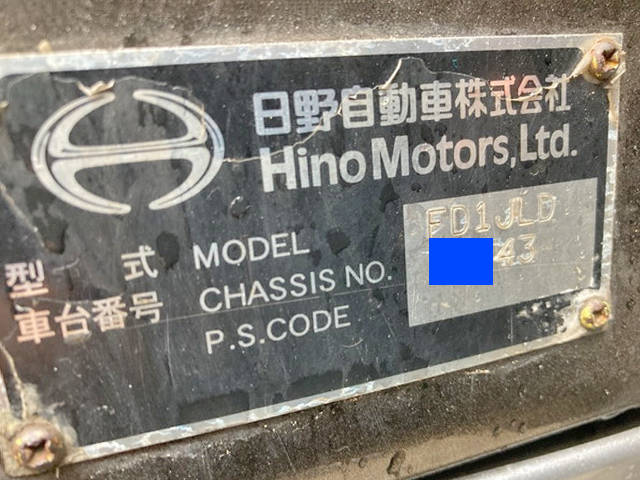 日野自動車株式会社
Hino Motors, Ltd.
型式 MODEL FD1JLD
車台番号 CHASSIS NO. 43
P.S.CODE